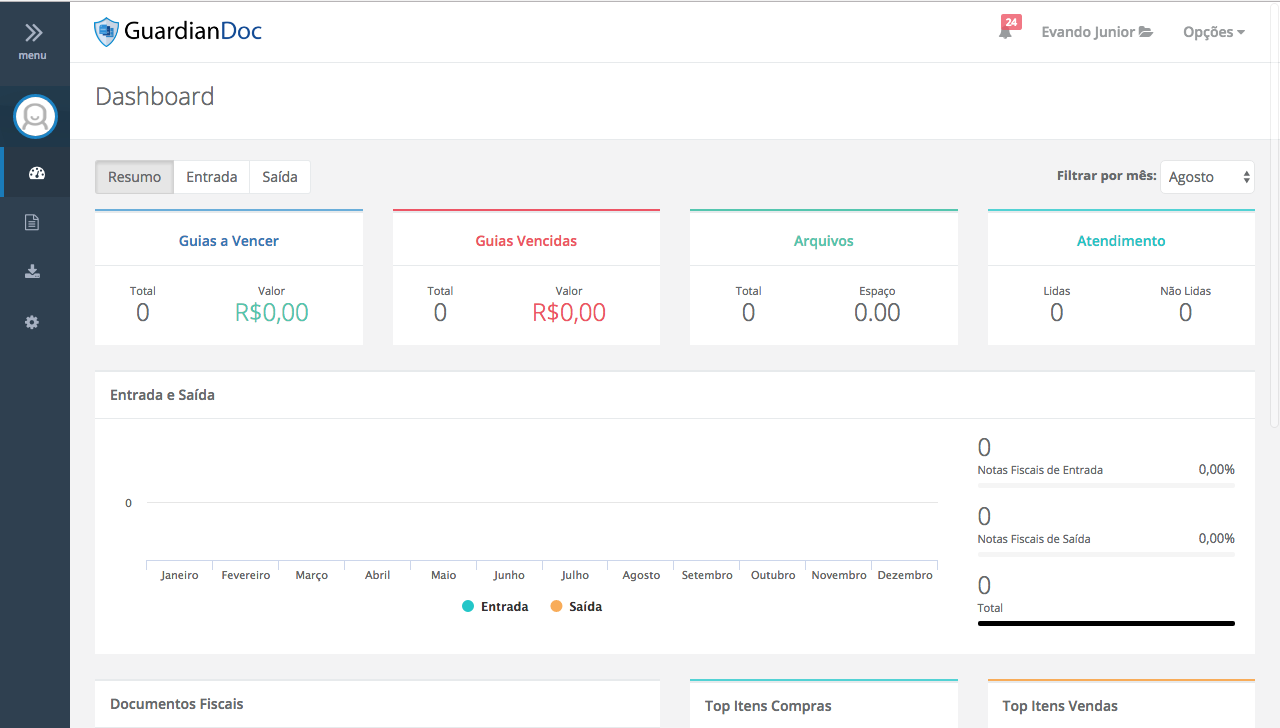 menu
GuardianDoc
24
Evando Junior
Opções
Dashboard
Resumo Entrada Saída
Filtrar por mês: Agosto
Guias a Vencer
Total Valor
0 R$0,00
Guias Vencidas
Total Valor
0 R$0,00
Arquivos
Total Espaço
0 0.00
Atendimento
Lidas Não Lidas
0 0
Entrada e Saída
0
Janeiro Fevereiro Março Abril Maio Junho Julho Agosto Setembro Outubro Novembro Dezembro
Entrada Saída
0
Notas Fiscais de Entrada 0,00%
0
Notas Fiscais de Saída 0,00%
0
Total
Documentos Fiscais
Top Itens Compras
Top Itens Vendas